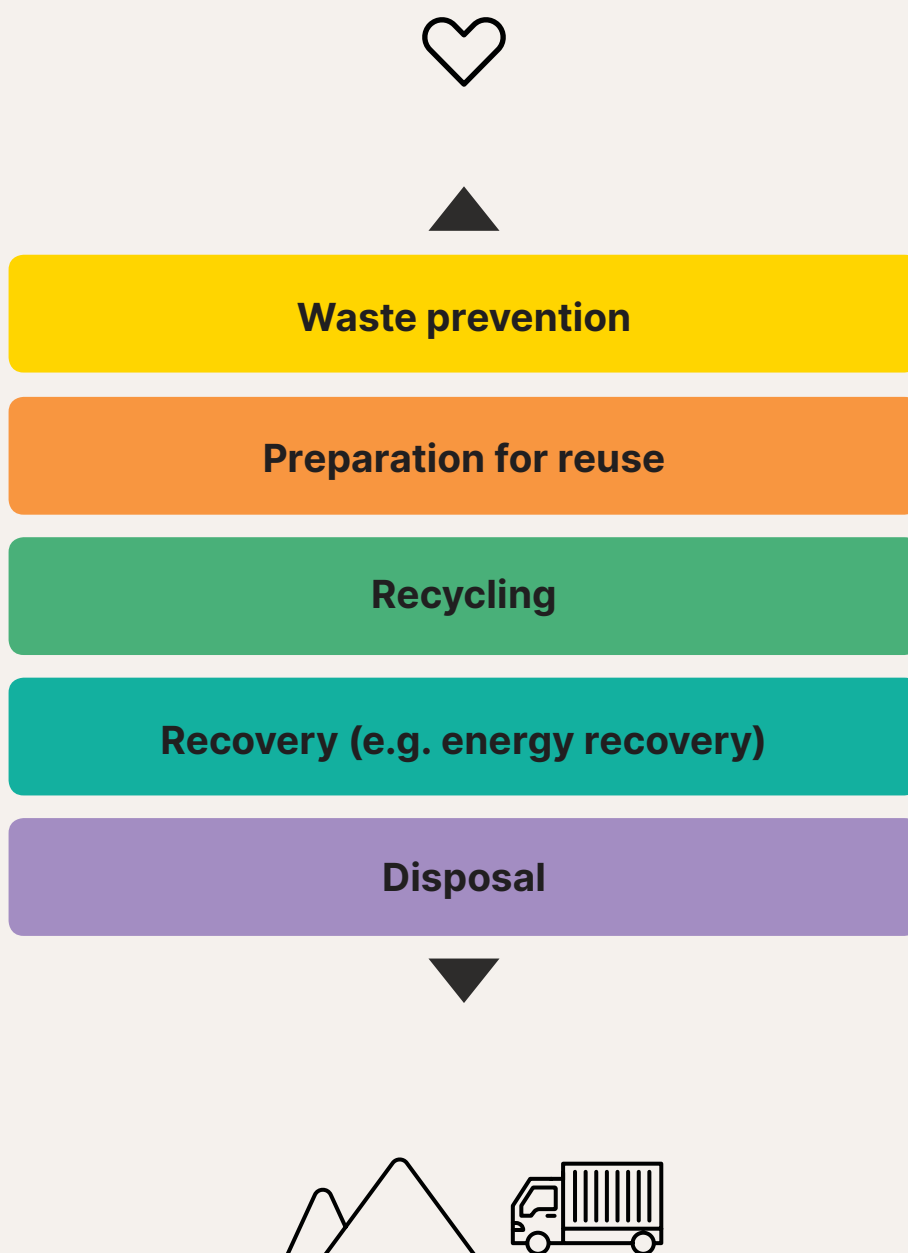 Waste prevention
Preparation for reuse
Recycling
Recovery (e.g. energy recovery)
Disposal